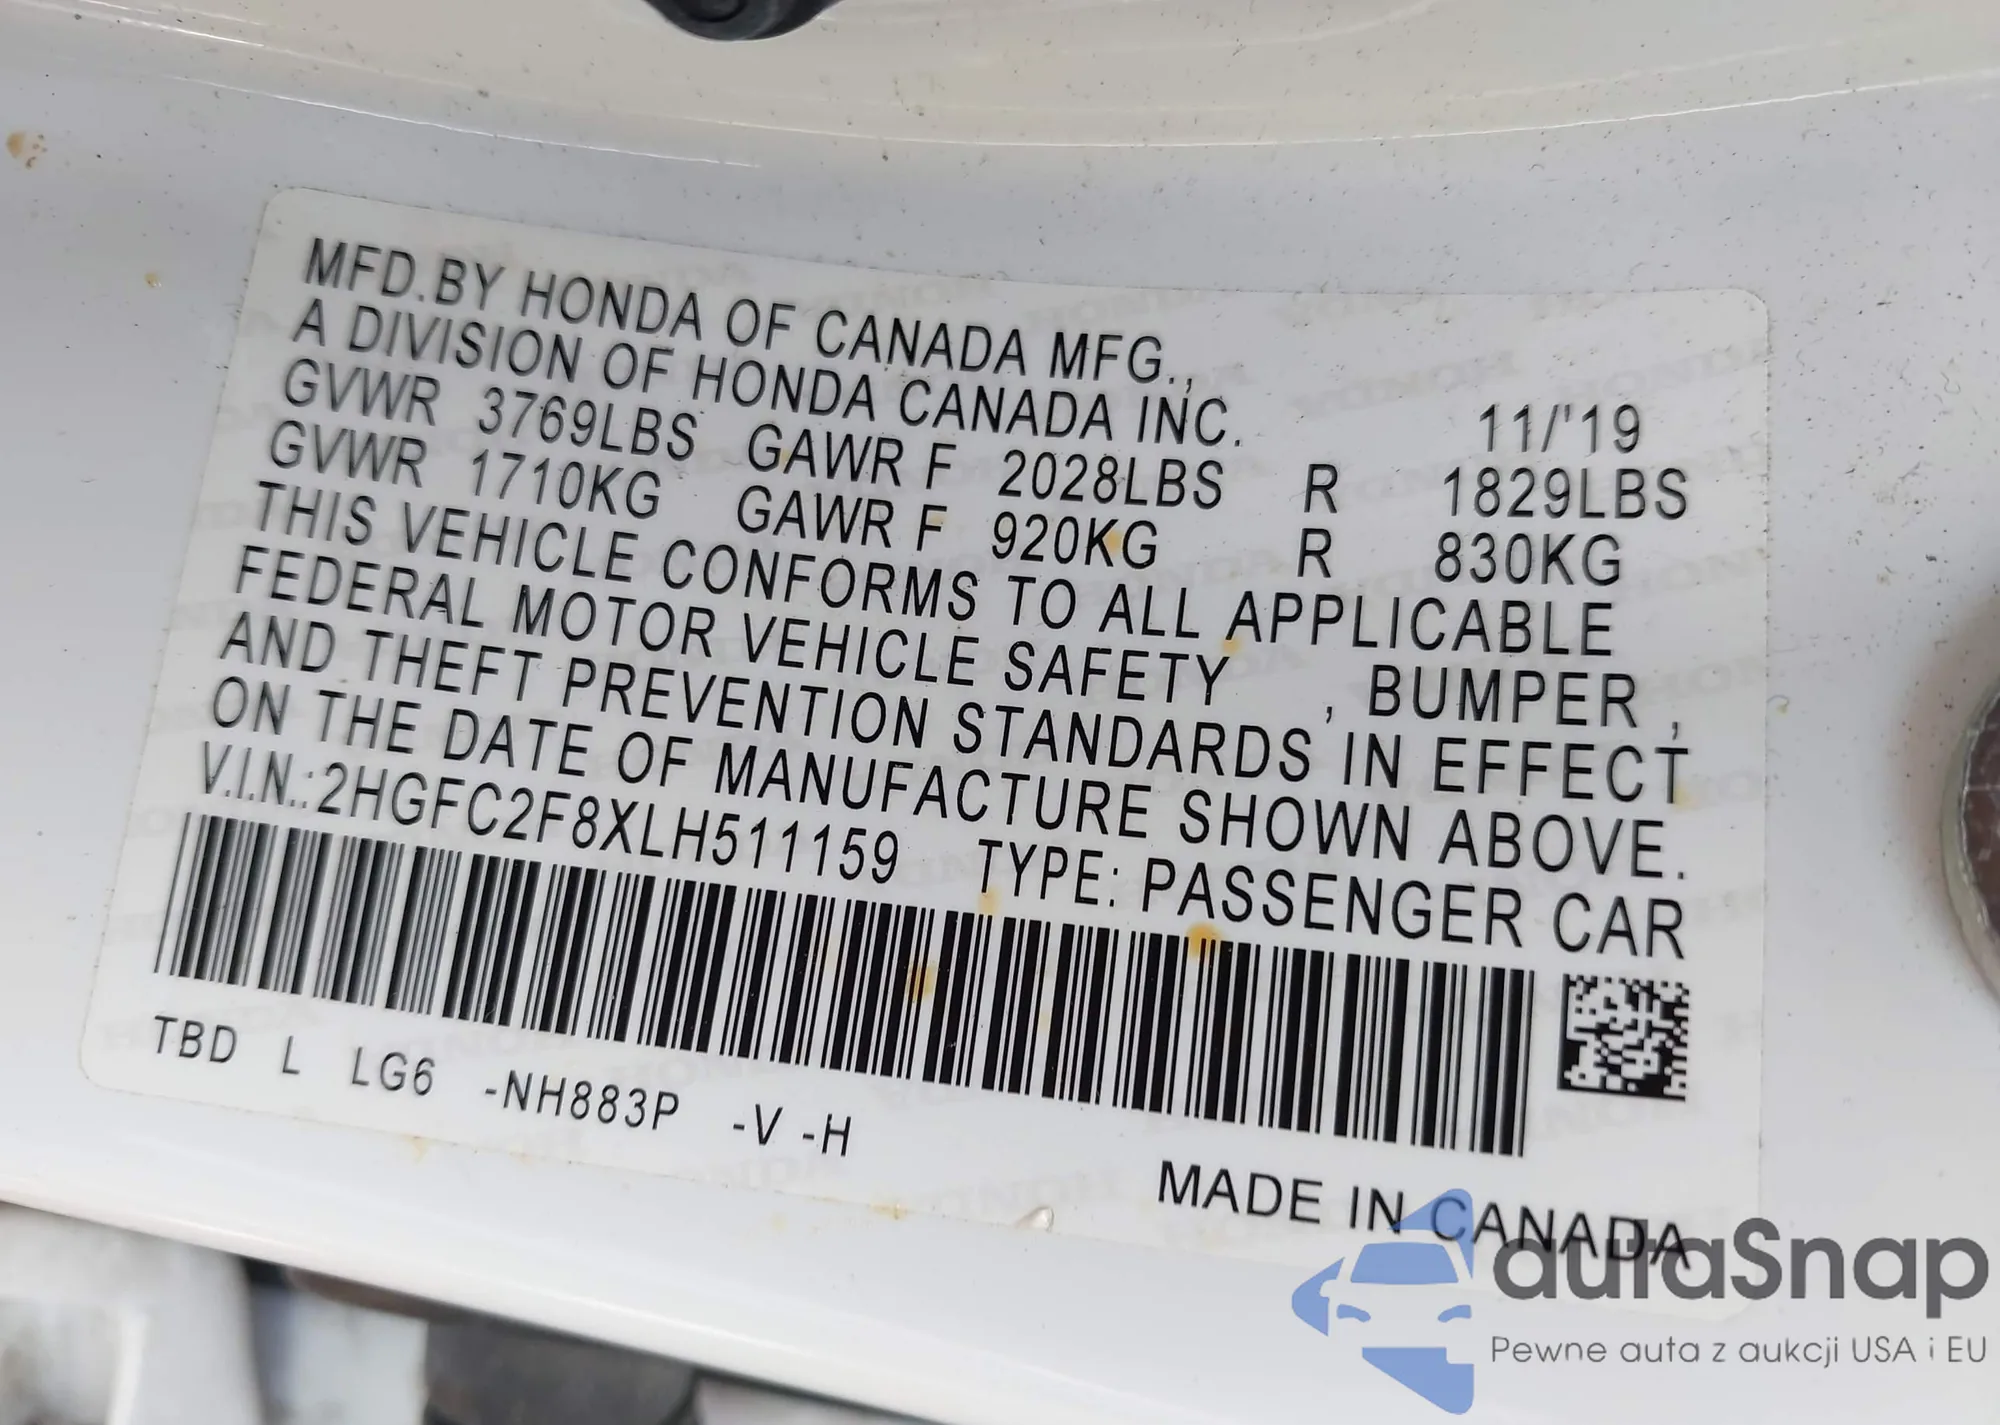 MFD.BY HONDA OF CANADA MFG.,
A DIVISION OF HONDA CANADA INC. 11/'19
GVWR 3769LBS GAWR F 2028LBS R 1829LBS
GVWR 1710KG GAWR F 920KG R 830KG
THIS VEHICLE CONFORMS TO ALL APPLICABLE
FEDERAL MOTOR VEHICLE SAFETY , BUMPER ,
AND THEFT PREVENTION STANDARDS IN EFFECT
ON THE DATE OF MANUFACTURE SHOWN ABOVE.
V.I.N.:2HGFC2F8XLH511159 TYPE: PASSENGER CAR
TBD L LG6 -NH883P -V -H
MADE IN CANADA
autaSnap
Pewne auta z aukcji USA i EU